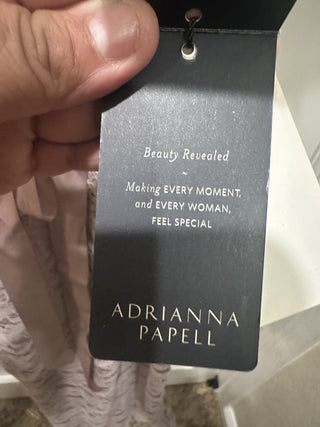 Beauty Revealed
~
Making EVERY MOMENT,
and EVERY WOMAN,
FEEL SPECIAL
ADRIANNA
PAPELL